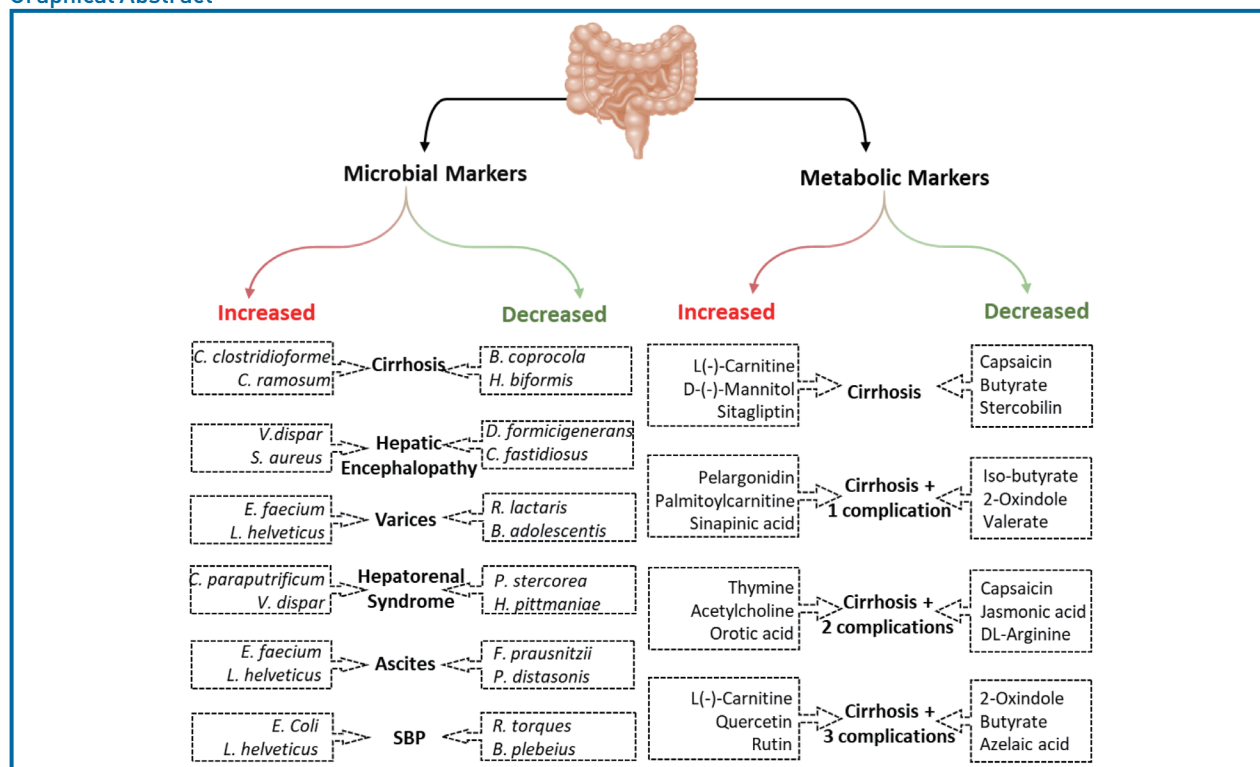 Graphical Abstract
Microbial Markers
Increased
Decreased
C. clostridioforme
C. ramosum
Cirrhosis
B. coprocola
H. biformis
V.dispar
S. aureus
Hepatic
Encephalopathy
D. formicigenerans
C. fastidiosus
E. faecium
L. helveticus
Varices
R. lactaris
B. adolescentis
C. paraputrificum
V. dispar
Hepatorenal
Syndrome
P. stercorea
H. pittmaniae
E. faecium
L. helveticus
Ascites
F. prausnitzii
P. distasonis
E. Coli
L. helveticus
SBP
R. torques
B. plebeius
Metabolic Markers
Increased
Decreased
L(-)-Carnitine
D-(-)-Mannitol
Sitagliptin
Cirrhosis
Capsaicin
Butyrate
Stercobilin
Pelargonidin
Palmitoylcarnitine
Sinapinic acid
Cirrhosis +
1 complication
Iso-butyrate
2-Oxindole
Valerate
Thymine
Acetylcholine
Orotic acid
Cirrhosis +
2 complications
Capsaicin
Jasmonic acid
DL-Arginine
L(-)-Carnitine
Quercetin
Rutin
Cirrhosis +
3 complications
2-Oxindole
Butyrate
Azelaic acid